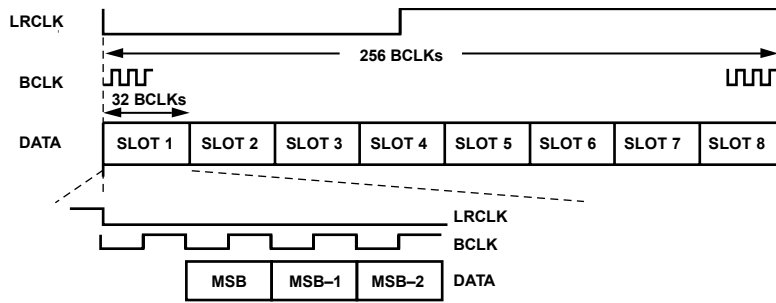 LRCLK
256 BCLKs
BCLK
32 BCLKs
DATA SLOT 1 SLOT 2 SLOT 3 SLOT 4 SLOT 5 SLOT 6 SLOT 7 SLOT 8
LRCLK
BCLK
MSB MSB–1 MSB–2 DATA